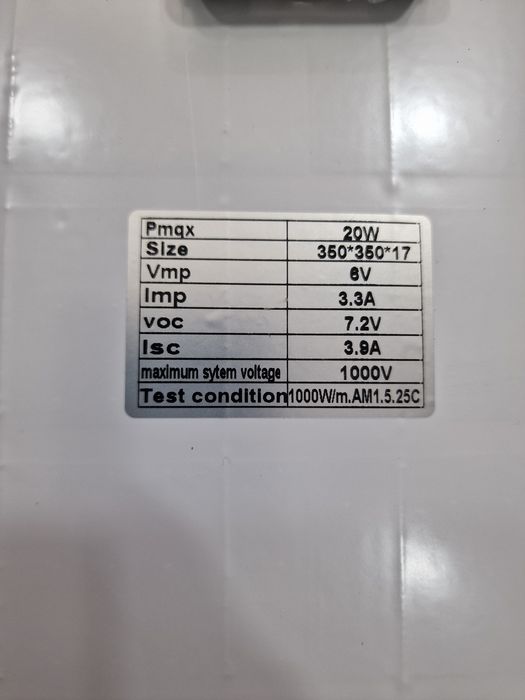 Pmqx 20W
Size 350*350*17
Vmp 6V
Imp 3.3A
voc 7.2V
Isc 3.9A
maximum sytem voltage 1000V
Test condition 1000W/m.AM1.5.25C